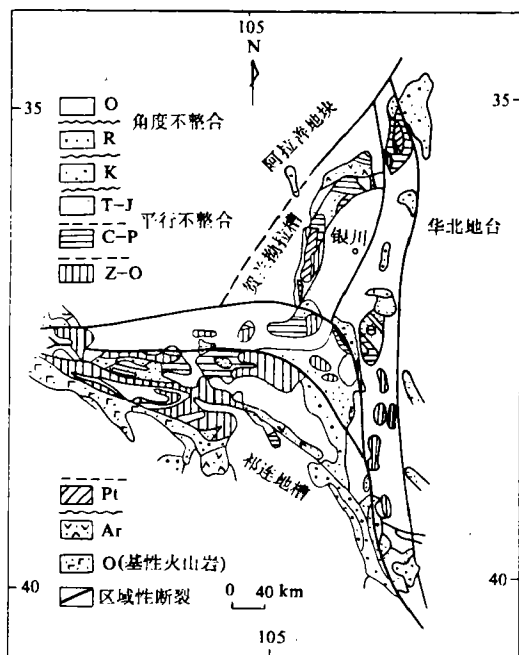 105
N
35
35
O
角度不整合
R
K
T-J
平行不整合
C-P
Z-O
阿拉善地块
贺兰拗拉槽
银川
华北地台
祁连地槽
Pt
Ar
O(基性火山岩)
区域性断裂
0 40 km
40
40
105